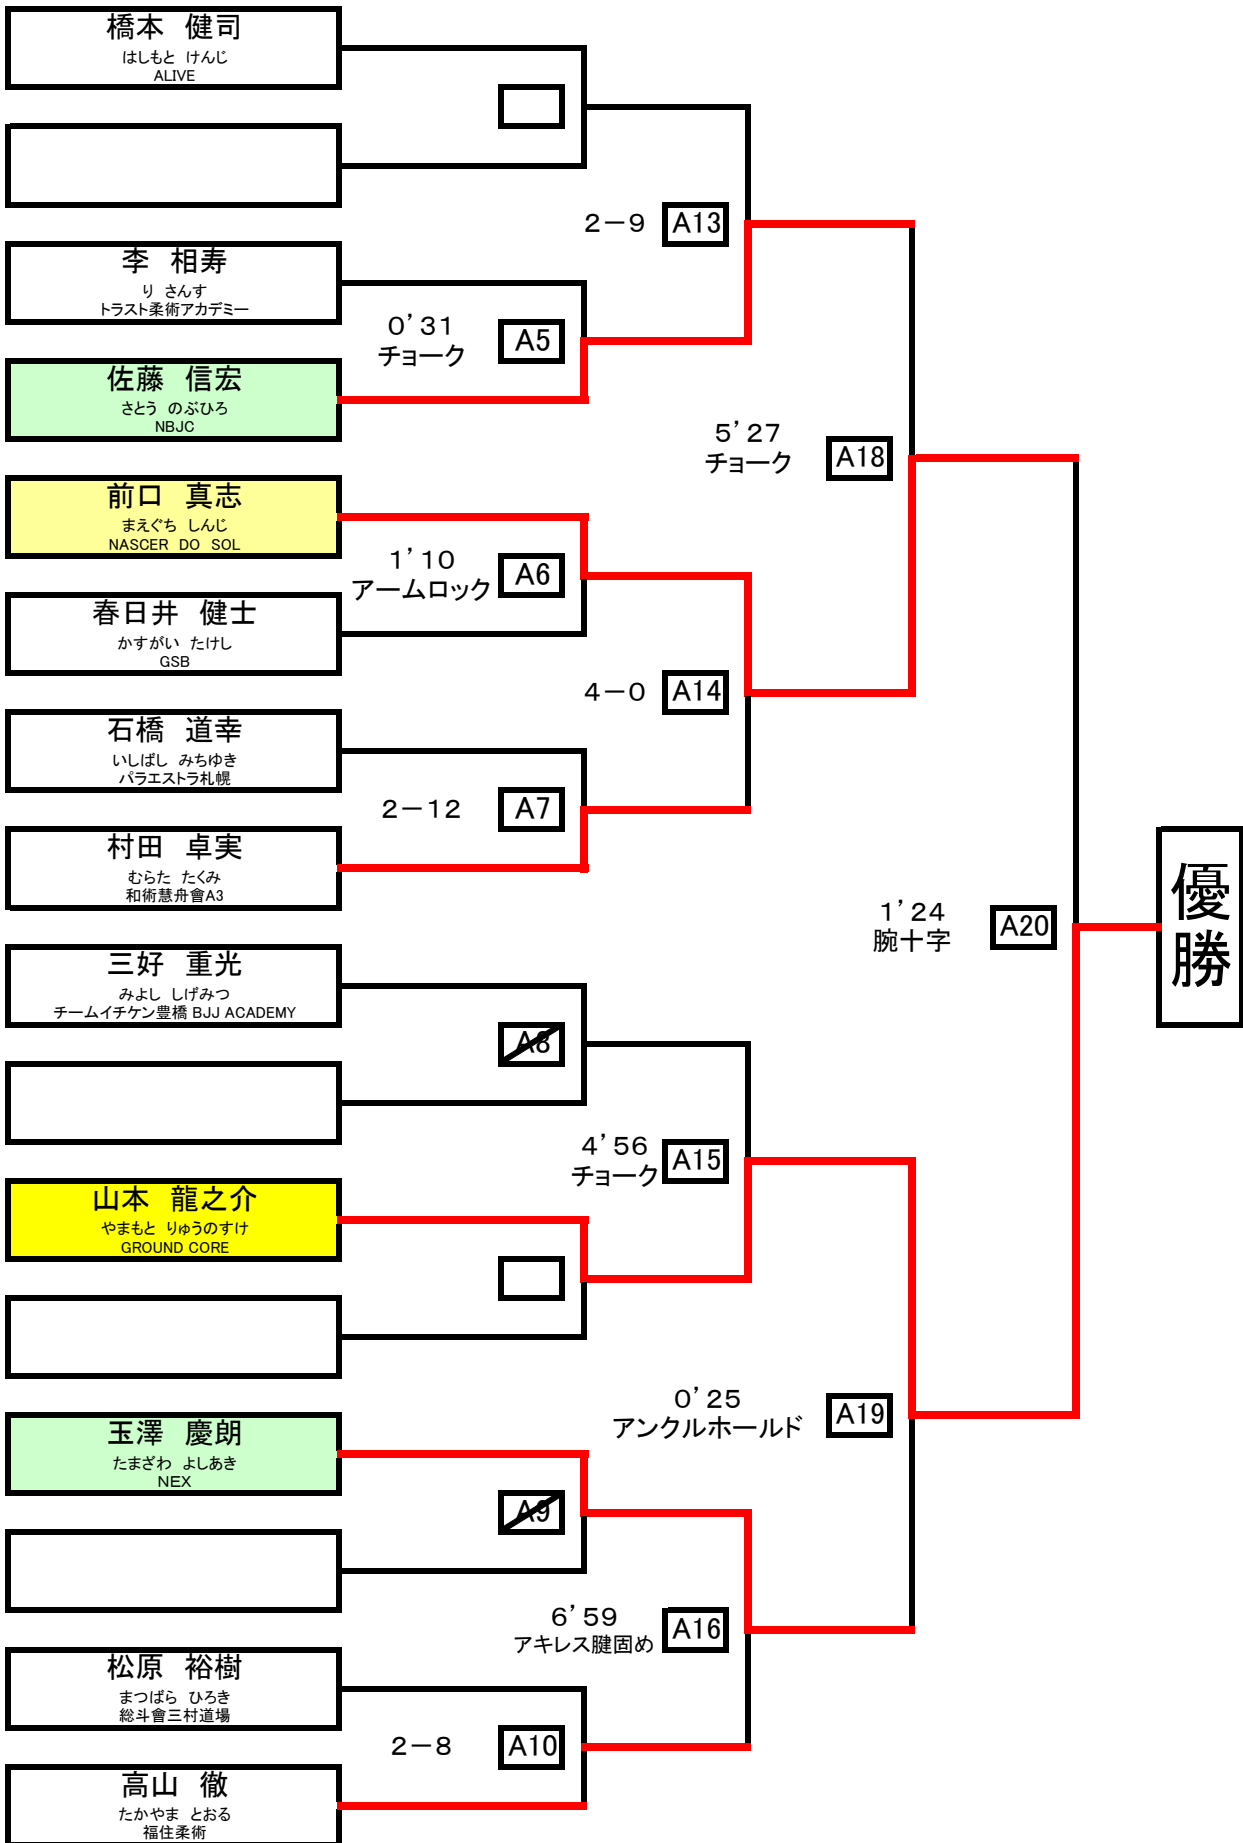 橋本 健司
はしもと けんじ
ALIVE
2－9 A13
李 相寿
り さんす
トラスト柔術アカデミー
0’31
チョーク
A5
佐藤 信宏
さとう のぶひろ
NBJC
5’27
チョーク
A18
前口 真志
まえぐち しんじ
NASCER DO SOL
1’10
アームロック
A6
春日井 健士
かすがい たけし
GSB
4－0 A14
石橋 道幸
いしばし みちゆき
パラエストラ札幌
2－12 A7
村田 卓実
むらた たくみ
和術慧舟會A3
1’24
腕十字
A20
優勝
三好 重光
みよし しげみつ
チームイチケン豊橋 BJJ ACADEMY
A8
4’56
チョーク
A15
山本 龍之介
やまもと りゅうのすけ
GROUND CORE
0’25
アンクルホールド
A19
玉澤 慶朗
たまざわ よしあき
NEX
A9
6’59
アキレス腱固め
A16
松原 裕樹
まつばら ひろき
総斗會三村道場
2－8 A10
高山 徹
たかやま とおる
福住柔術